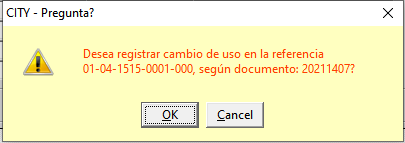 CITY - Pregunta?
Desea registrar cambio de uso en la referencia
01-04-1515-0001-000, según documento: 20211407?
OK
Cancel